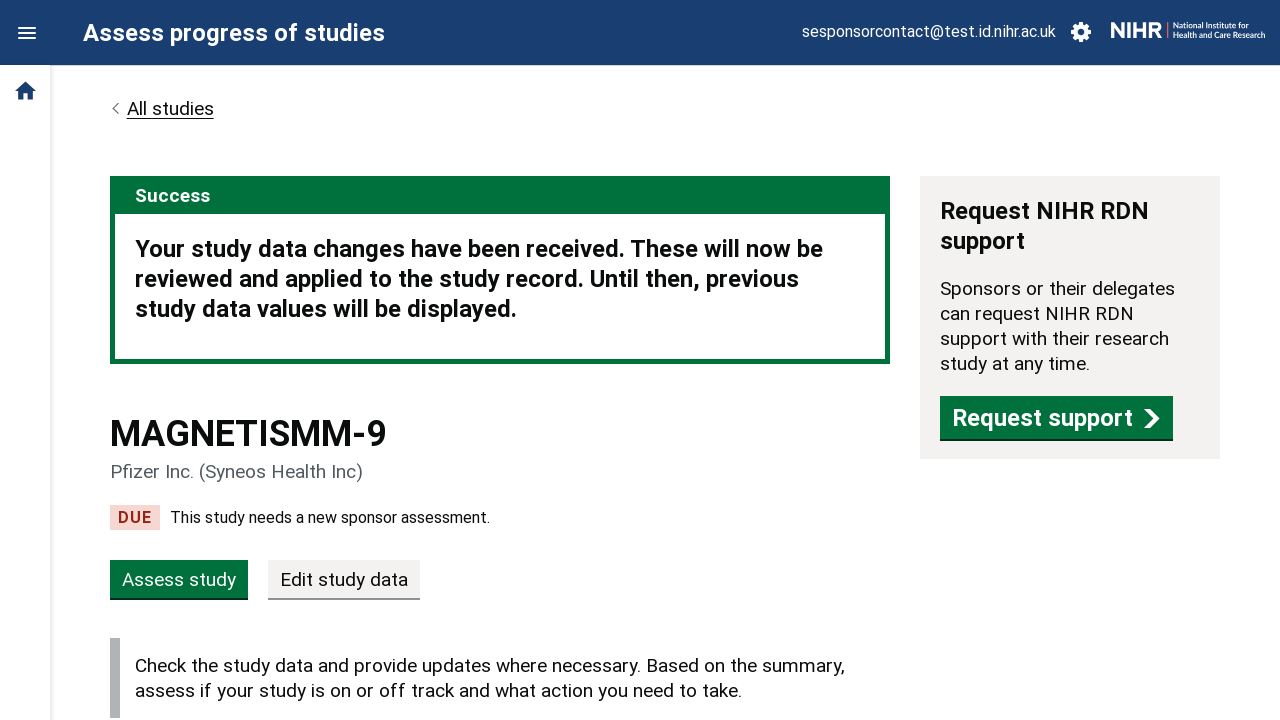 Assess progress of studies
sesponsorcontact@test.id.nihr.ac.uk
NIHR | National Institute for
Health and Care Research
All studies
Success
Your study data changes have been received. These will now be
reviewed and applied to the study record. Until then, previous
study data values will be displayed.
Request NIHR RDN
support
Sponsors or their delegates
can request NIHR RDN
support with their research
study at any time.
Request support
MAGNETISMM-9
Pfizer Inc. (Syneos Health Inc)
DUE This study needs a new sponsor assessment.
Assess study Edit study data
Check the study data and provide updates where necessary. Based on the summary,
assess if your study is on or off track and what action you need to take.